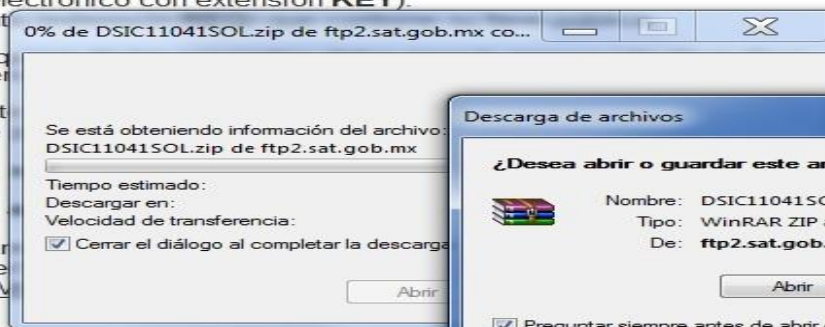 electrónico con extensión KEY).
0% de DSIC11041SOL.zip de ftp2.sat.gob.mx co...
Se está obteniendo información del archivo:
DSIC11041SOL.zip de ftp2.sat.gob.mx
Tiempo estimado:
Descargar en:
Velocidad de transferencia:
Cerrar el diálogo al completar la descarga
Abrir
Descarga de archivos
¿Desea abrir o guardar este ar
Nombre: DSIC11041SO
Tipo: WinRAR ZIP
De: ftp2.sat.gob.
Abrir
Preguntar siempre antes de abrir